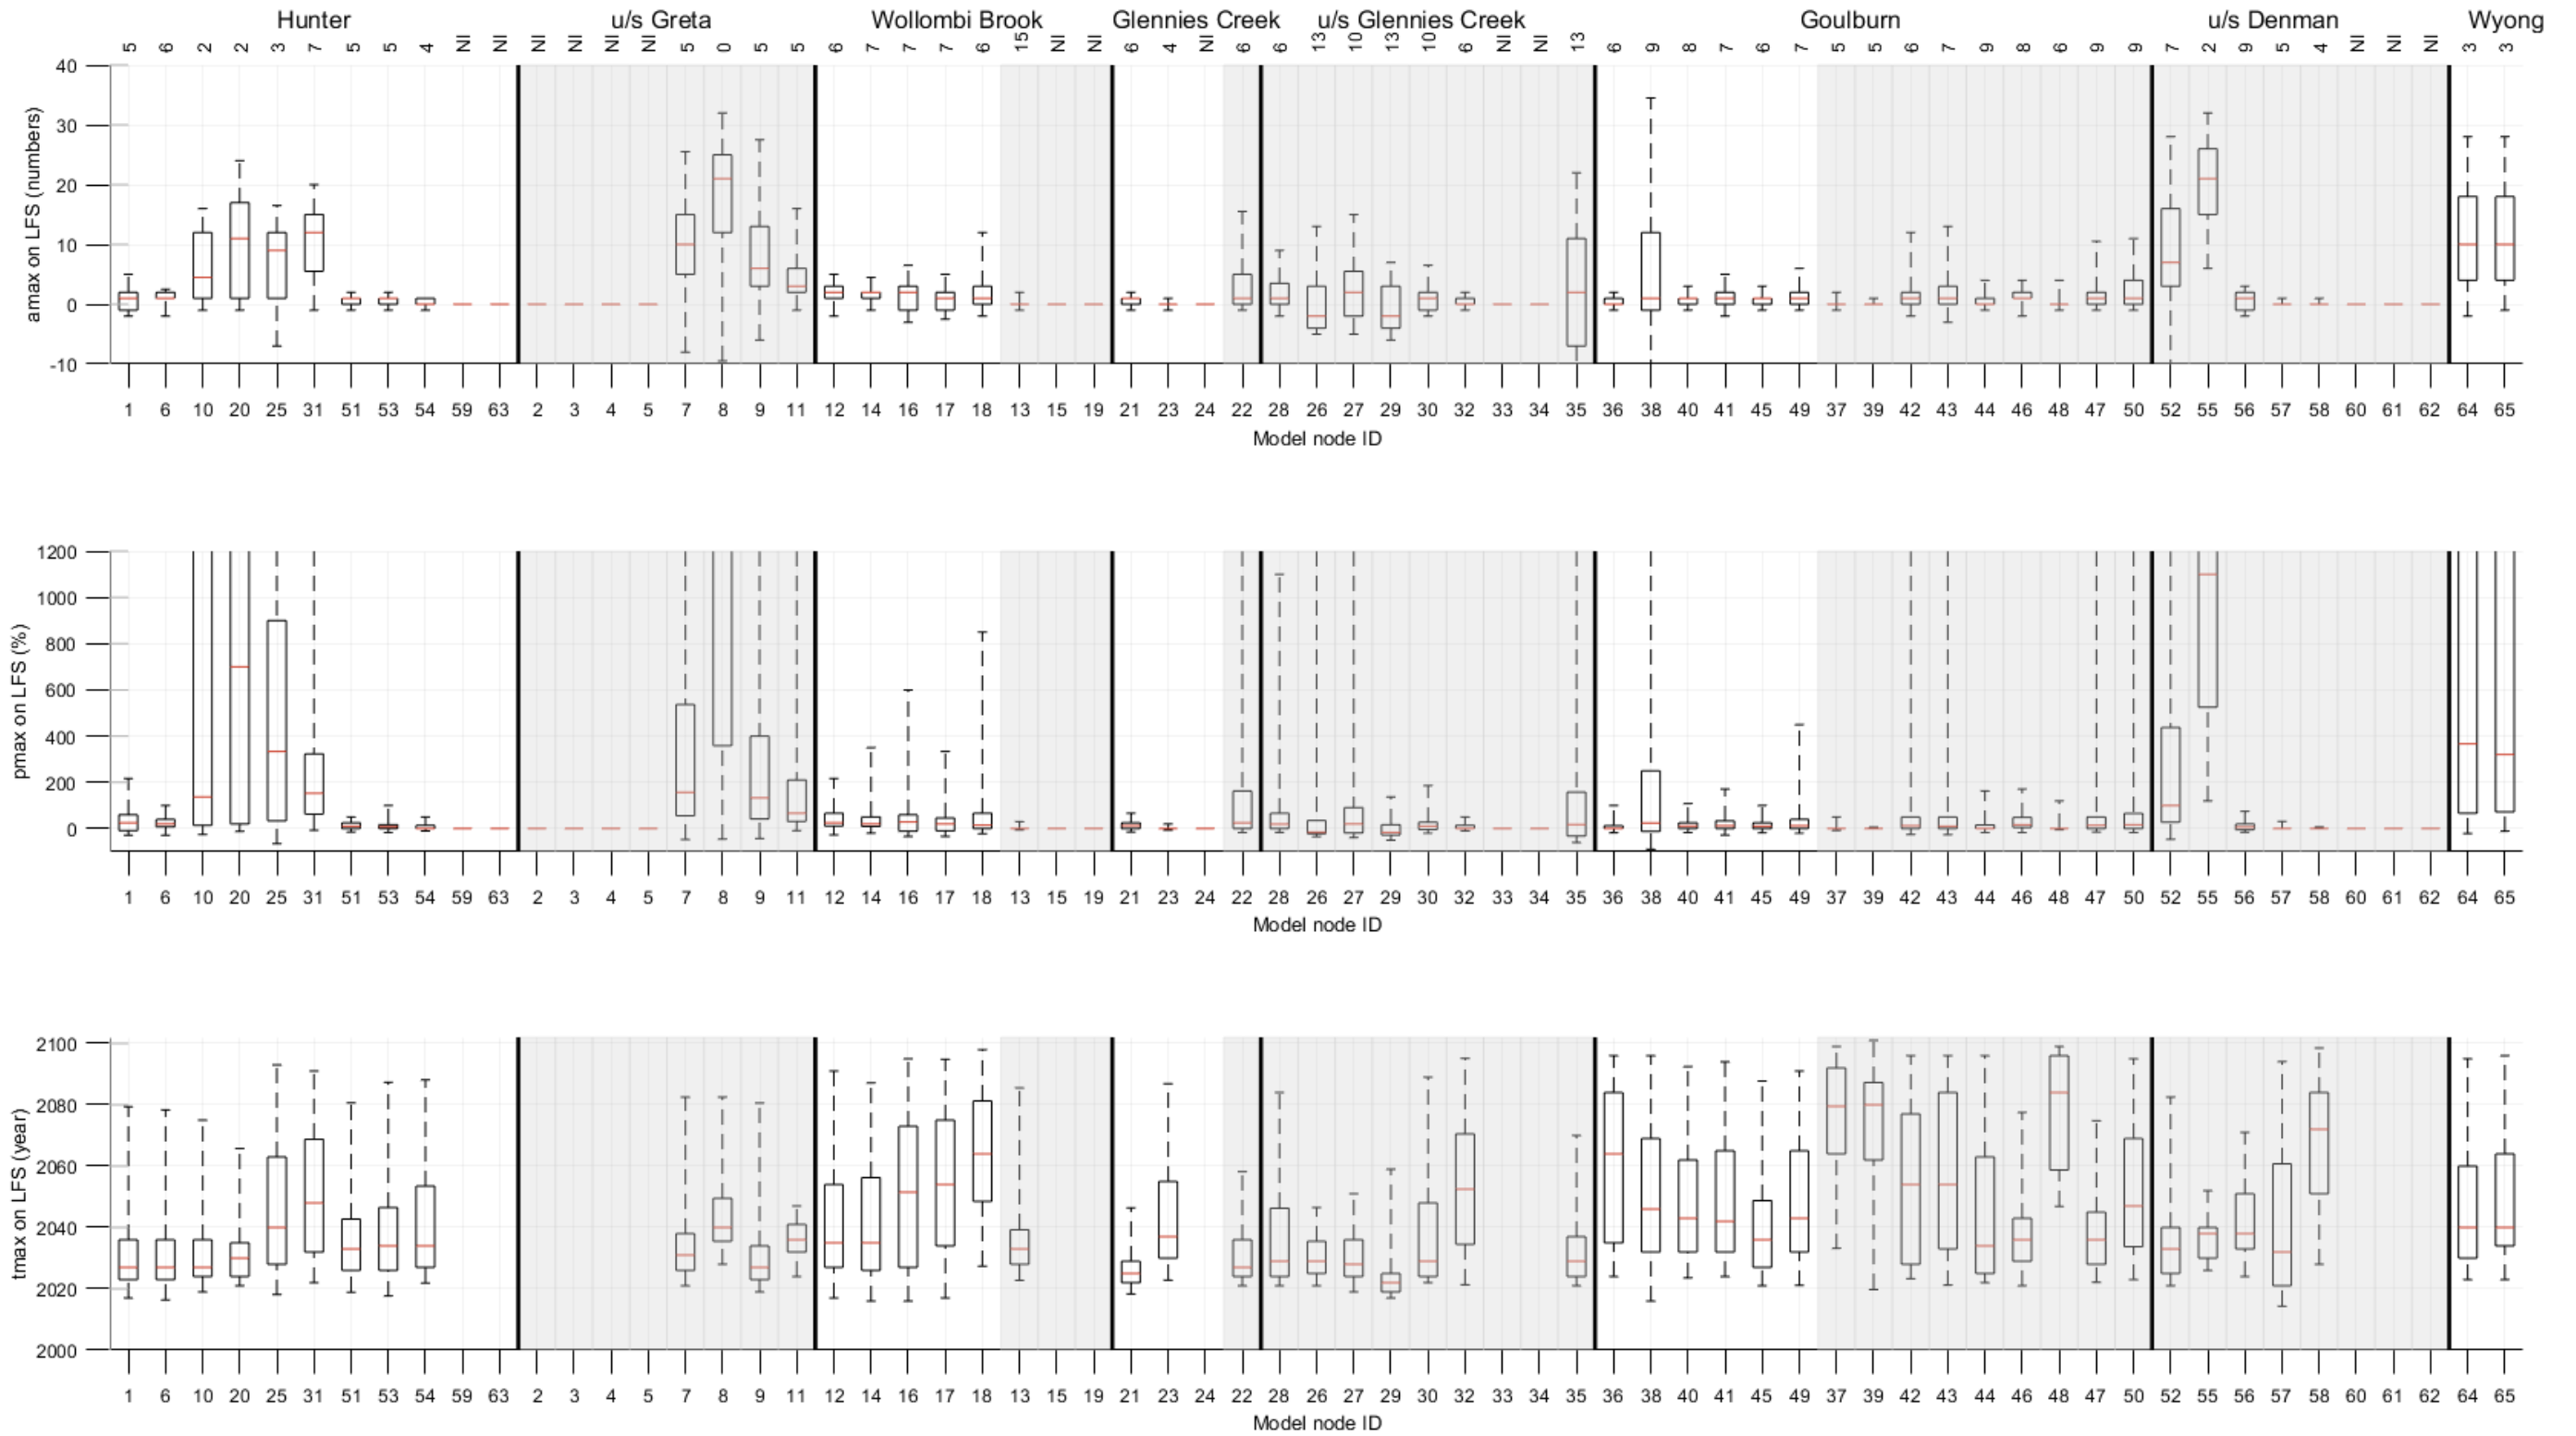 Hunter u/s Greta Wollombi Brook Glennies Creek u/s Glennies Creek Goulburn u/s Denman Wyong
5 6 2 2 3 7 5 5 4 NI NI NI NI NI NI 5 0 5 5 6 7 7 7 6 15 NI NI 6 4 NI 6 6 13 10 13 10 6 NI NI 13 6 9 8 7 6 7 5 5 6 7 9 8 6 9 9 7 2 9 5 4 NI NI NI 3 3
amax on LFS (numbers)
40
30
20
10
0
-10
1 6 10 20 25 31 51 53 54 59 63 2 3 4 5 7 8 9 11 12 14 16 17 18 13 15 19 21 23 24 22 28 26 27 29 30 32 33 34 35 36 38 40 41 45 49 37 39 42 43 44 46 48 47 50 52 55 56 57 58 60 61 62 64 65
Model node ID
pmax on LFS (%)
1200
1000
800
600
400
200
0
1 6 10 20 25 31 51 53 54 59 63 2 3 4 5 7 8 9 11 12 14 16 17 18 13 15 19 21 23 24 22 28 26 27 29 30 32 33 34 35 36 38 40 41 45 49 37 39 42 43 44 46 48 47 50 52 55 56 57 58 60 61 62 64 65
Model node ID
tmax on LFS (year)
2100
2080
2060
2040
2020
2000
1 6 10 20 25 31 51 53 54 59 63 2 3 4 5 7 8 9 11 12 14 16 17 18 13 15 19 21 23 24 22 28 26 27 29 30 32 33 34 35 36 38 40 41 45 49 37 39 42 43 44 46 48 47 50 52 55 56 57 58 60 61 62 64 65
Model node ID